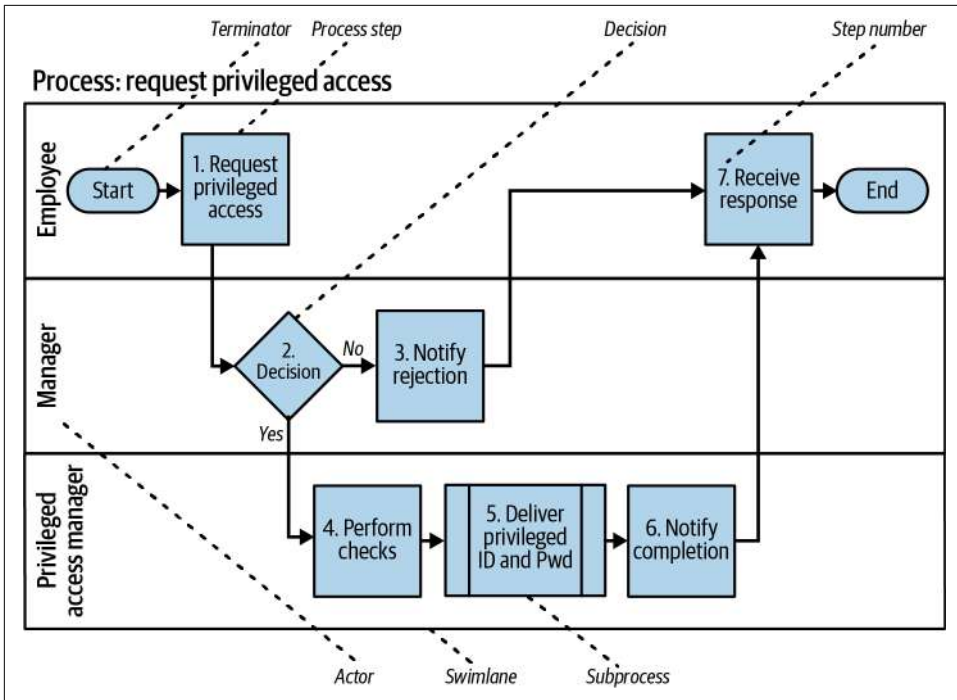 Terminator
Process step
Decision
Step number
Process: request privileged access
Employee
Start
1. Request
privileged
access
7. Receive
response
End
Manager
2.
Decision
No
3. Notify
rejection
Yes
Privileged
access manager
4. Perform
checks
5. Deliver
privileged
ID and Pwd
6. Notify
completion
Actor
Swimlane
Subprocess